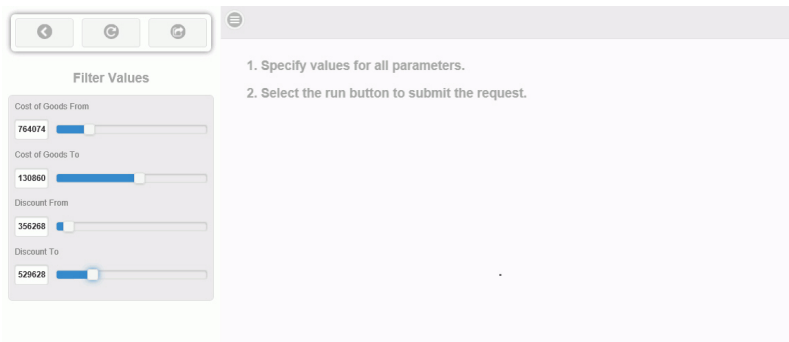 Filter Values
Cost of Goods From
764074
Cost of Goods To
130860
Discount From
356268
Discount To
529628
1. Specify values for all parameters.
2. Select the run button to submit the request.